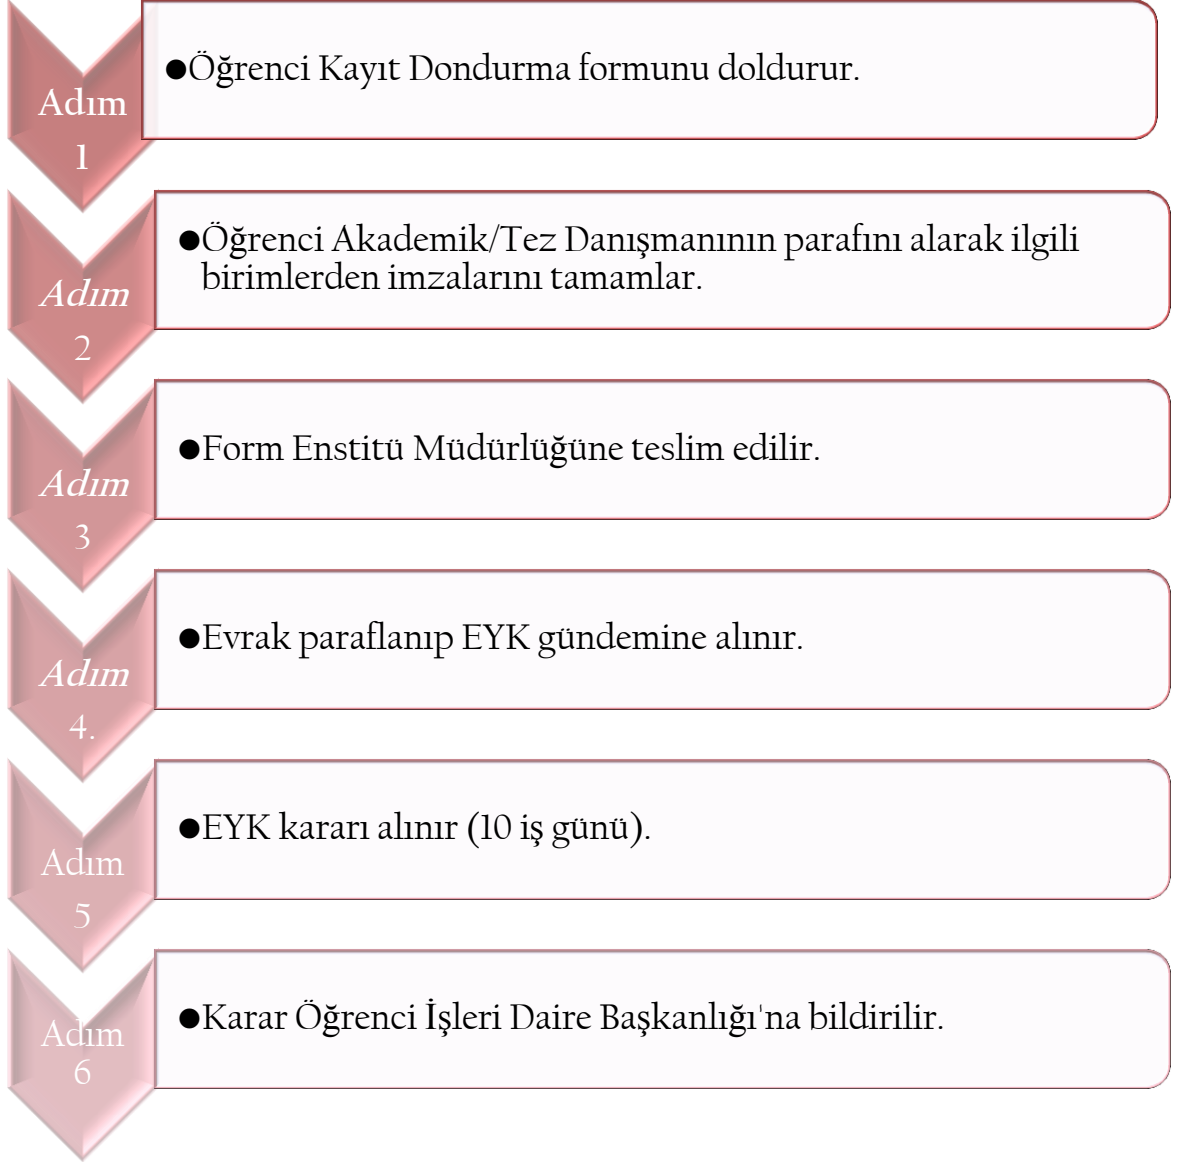 Adım
1
●Öğrenci Kayıt Dondurma formunu doldurur.
Adım
2
●Öğrenci Akademik/Tez Danışmanının parafını alarak ilgili
birimlerden imzalarını tamamlar.
Adım
3
●Form Enstitü Müdürlüğüne teslim edilir.
Adım
4.
●Evrak paraflanıp EYK gündemine alınır.
Adım
5
●EYK kararı alınır (10 iş günü).
Adım
6
●Karar Öğrenci İşleri Daire Başkanlığı'na bildirilir.